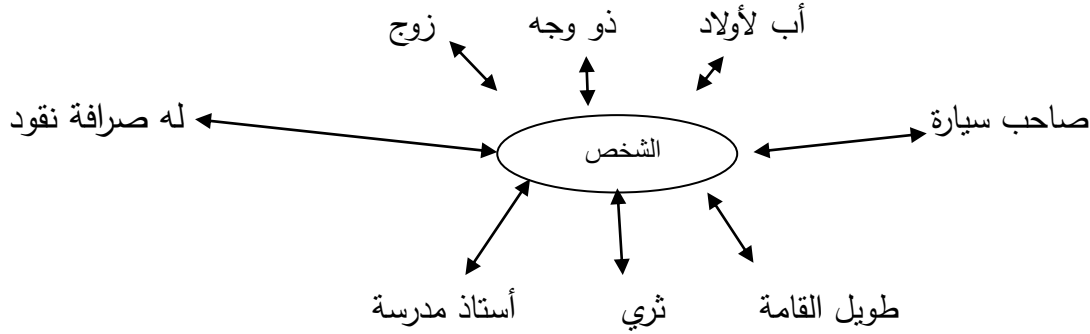 أب لأولاد ذو وجه زوج
صاحب سيارة له صرافة نقود
الشخص
طويل القامة ثري أستاذ مدرسة